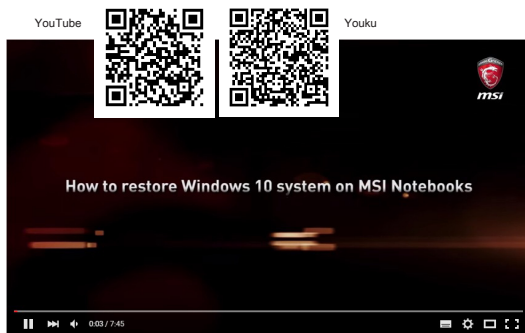 YouTube
Youku
msi
How to restore Windows 10 system on MSI Notebooks
0:03 / 7:45